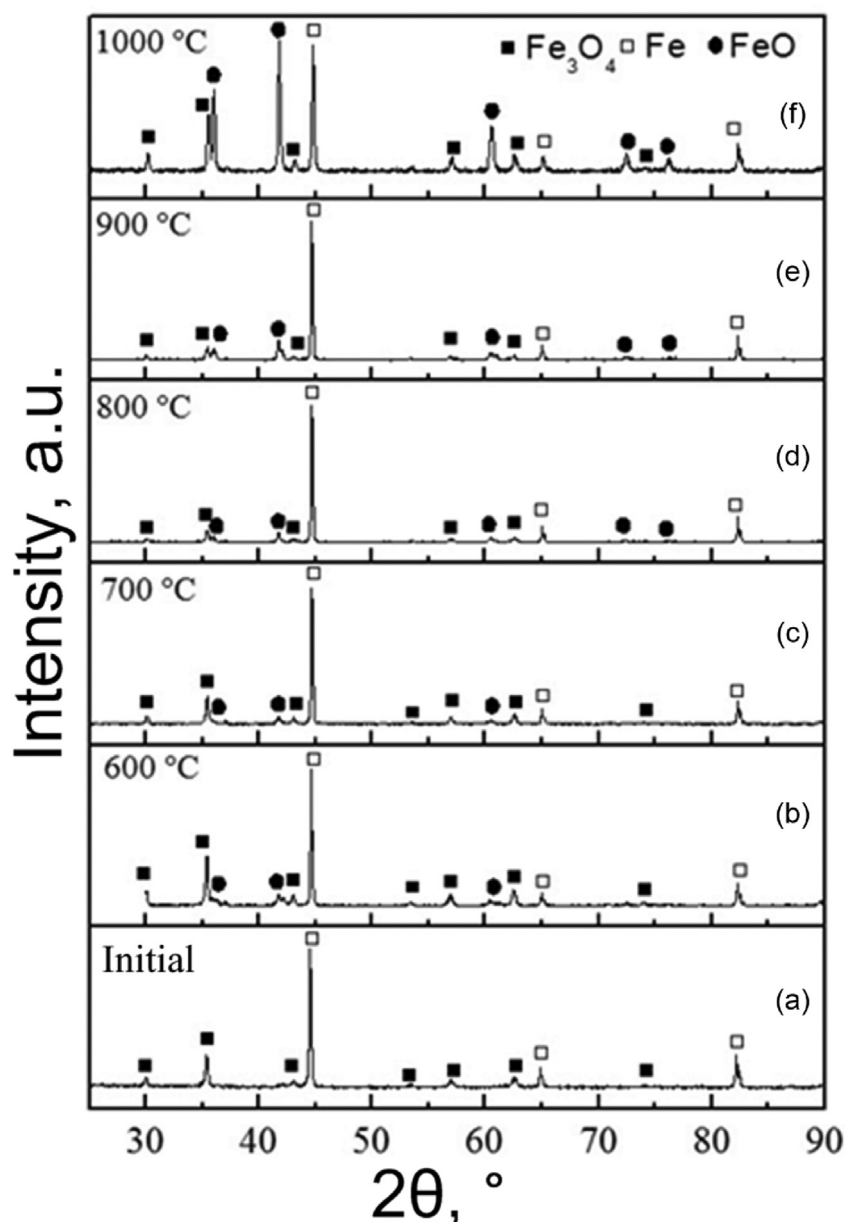 1000 °C
■ Fe3O4 □ Fe ● FeO
(f)
900 °C
(e)
800 °C
(d)
700 °C
(c)
600 °C
(b)
Initial
(a)
Intensity, a.u.
30 40 50 60 70 80 90
2θ, °